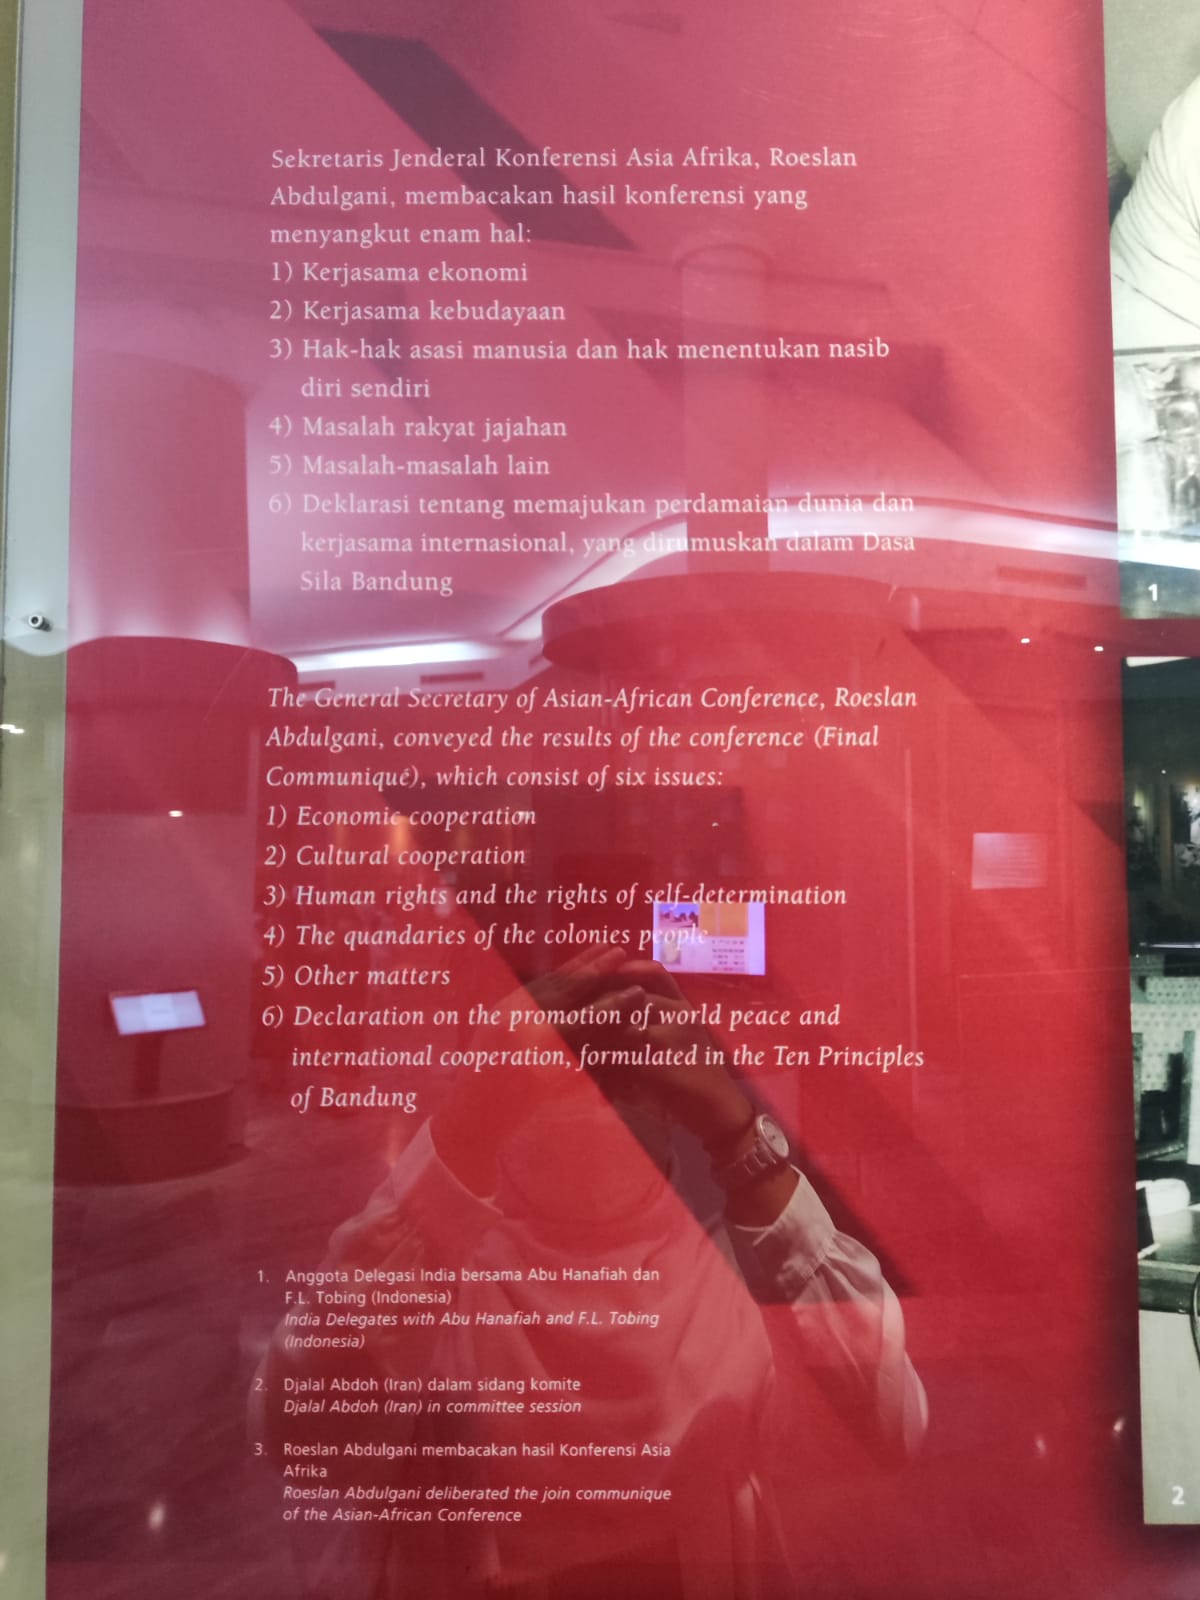 Sekretaris Jenderal Konferensi Asia Afrika, Roeslan
Abdulgani, membacakan hasil konferensi yang
menyangkut enam hal:
1) Kerjasama ekonomi
2) Kerjasama kebudayaan
3) Hak-hak asasi manusia dan hak menentukan nasib
diri sendiri
4) Masalah rakyat jajahan
5) Masalah-masalah lain
6) Deklarasi tentang memajukan perdamaian dunia dan
kerjasama internasional, yang dirumuskan dalam Dasa
Sila Bandung
The General Secretary of Asian-African Conference, Roeslan
Abdulgani, conveyed the results of the conference (Final
Communiqué), which consist of six issues:
1) Economic cooperation
2) Cultural cooperation
3) Human rights and the rights of self-determination
4) The quandaries of the colonies people
5) Other matters
6) Declaration on the promotion of world peace and
international cooperation, formulated in the Ten Principles
of Bandung
1. Anggota Delegasi India bersama Abu Hanafiah dan
F.L. Tobing (Indonesia)
India Delegates with Abu Hanafiah and F.L. Tobing
(Indonesia)
2. Djalal Abdoh (Iran) dalam sidang komite
Djalal Abdoh (Iran) in committee session
3. Roeslan Abdulgani membacakan hasil Konferensi Asia
Afrika
Roeslan Abdulgani deliberated the join communique
of the Asian-African Conference
1
2